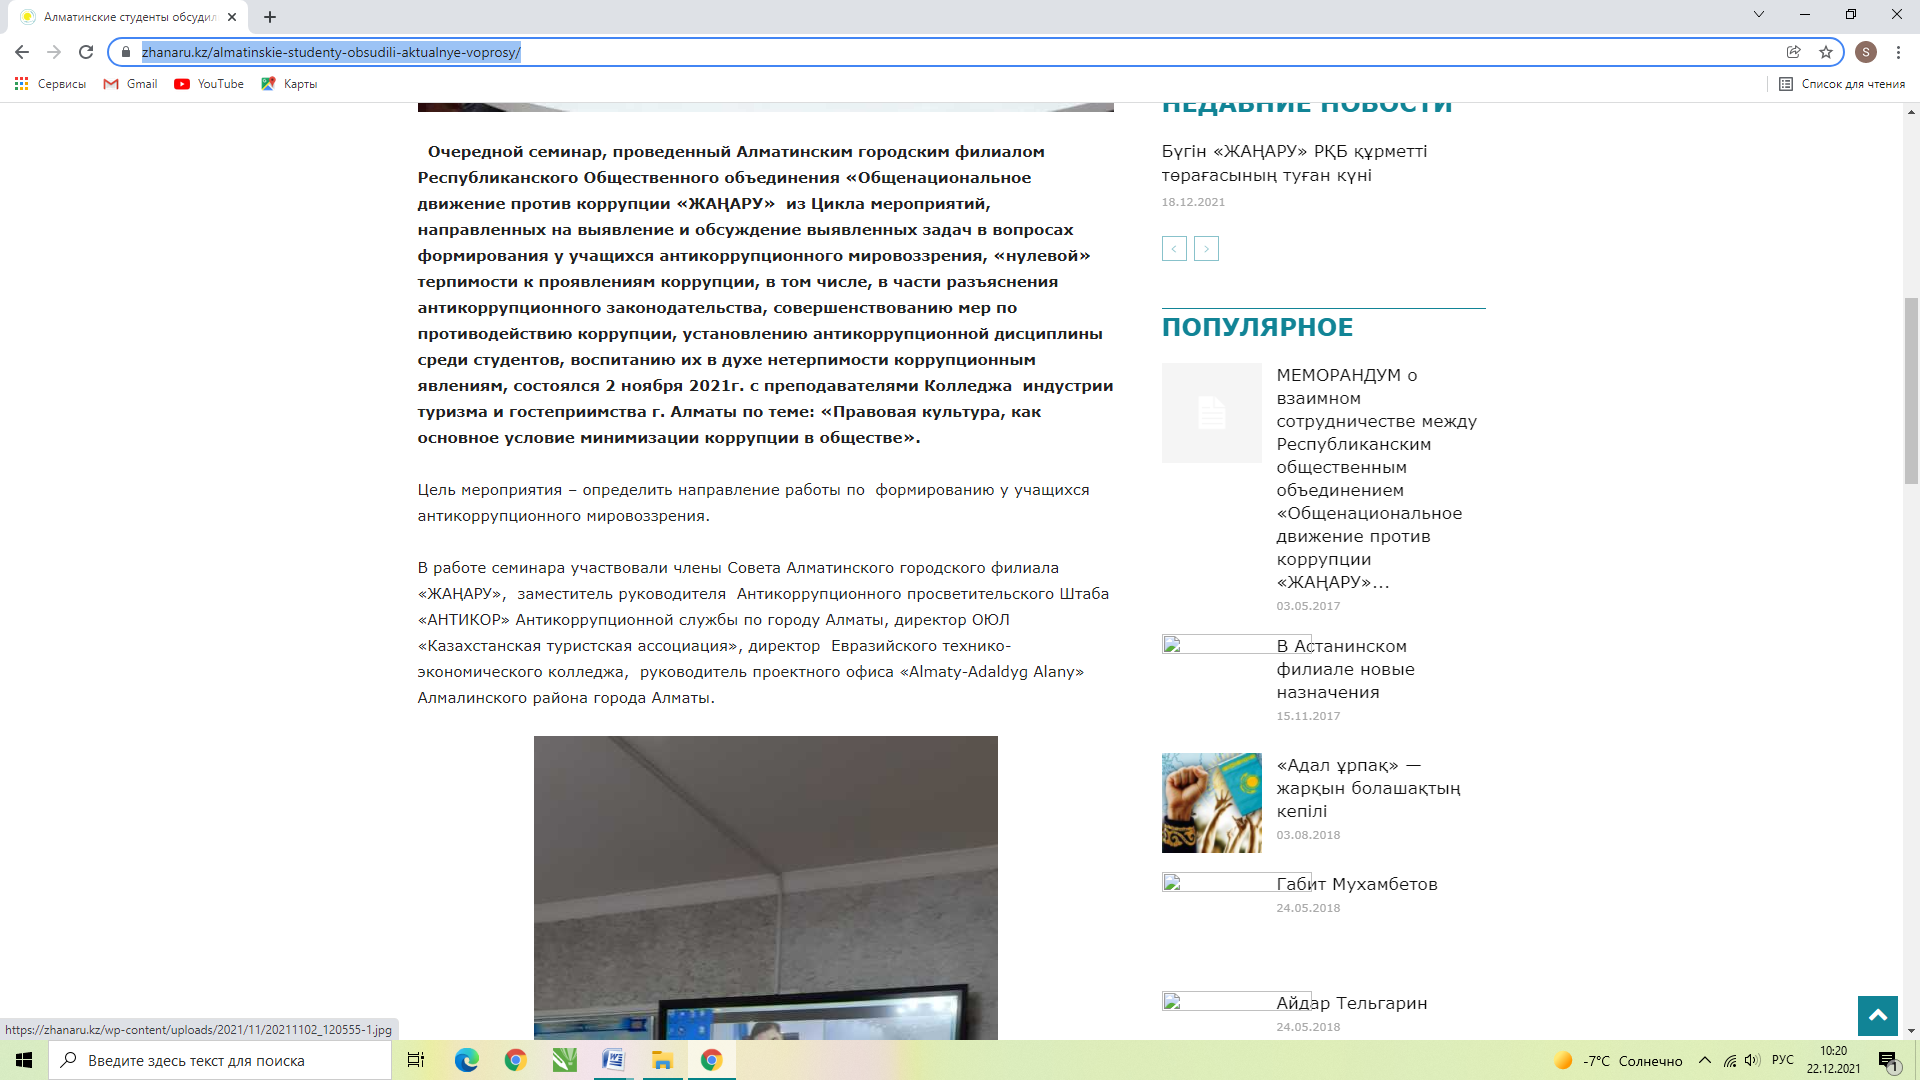 Алматинские студенты обсудил
zhanaru.kz/almatinskie-studenty-obsudili-aktualnye-voprosy/
S
Сервисы
Gmail
YouTube
Карты
Список для чтения
Очередной семинар, проведенный Алматинским городским филиалом
Республиканского Общественного объединения «Общенациональное
движение против коррупции «ЖАҢАРУ»  из Цикла мероприятий,
направленных на выявление и обсуждение выявленных задач в вопросах
формирования у учащихся антикоррупционного мировоззрения, «нулевой»
терпимости к проявлениям коррупции, в том числе, в части разъяснения
антикоррупционного законодательства, совершенствованию мер по
противодействию коррупции, установлению антикоррупционной дисциплины
среди студентов, воспитанию их в духе нетерпимости коррупционным
явлениям, состоялся 2 ноября 2021г. с преподавателями Колледжа  индустрии
туризма и гостеприимства г. Алматы по теме: «Правовая культура, как
основное условие минимизации коррупции в обществе».
Цель мероприятия – определить направление работы по  формированию у учащихся
антикоррупционного мировоззрения.
В работе семинара участвовали члены Совета Алматинского городского филиала
«ЖАҢАРУ»,  заместитель руководителя  Антикоррупционного просветительского Штаба
«АНТИКОР» Антикоррупционной службы по городу Алматы, директор ОЮЛ
«Казахстанская туристская ассоциация», директор  Евразийского технико-
экономического колледжа,  руководитель проектного офиса «Almaty-Adaldyg Alany»
Алмалинского района города Алматы.
НЕДАВНИЕ НОВОСТИ
Бүгін «ЖАҢАРУ» РҚБ құрметті
төрағасының туған күні
18.12.2021
ПОПУЛЯРНОЕ
МЕМОРАНДУМ о
взаимном
сотрудничестве между
Республиканским
общественным
объединением
«Общенациональное
движение против
коррупции
«ЖАҢАРУ»...
03.05.2017
В Астанинском
филиале новые
назначения
15.11.2017
«Адал ұрпақ» —
жарқын болашақтың
кепілі
03.08.2018
Габит Мухамбетов
24.05.2018
Айдар Тельгарин
24.05.2018
https://zhanaru.kz/wp-content/uploads/2021/11/20211102_120555-1.jpg
Введите здесь текст для поиска
-7°C  Солнечно
РУС
10:20
22.12.2021
1